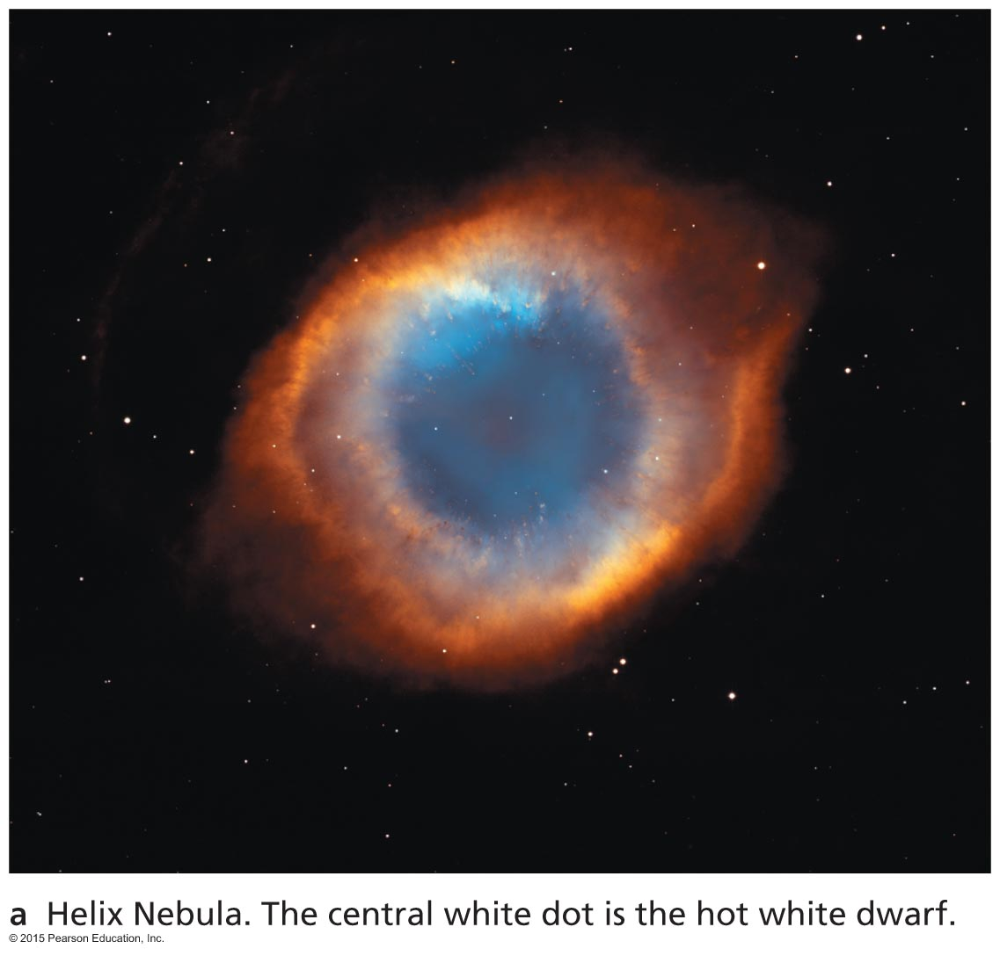 a Helix Nebula. The central white dot is the hot white dwarf.
© 2015 Pearson Education, Inc.